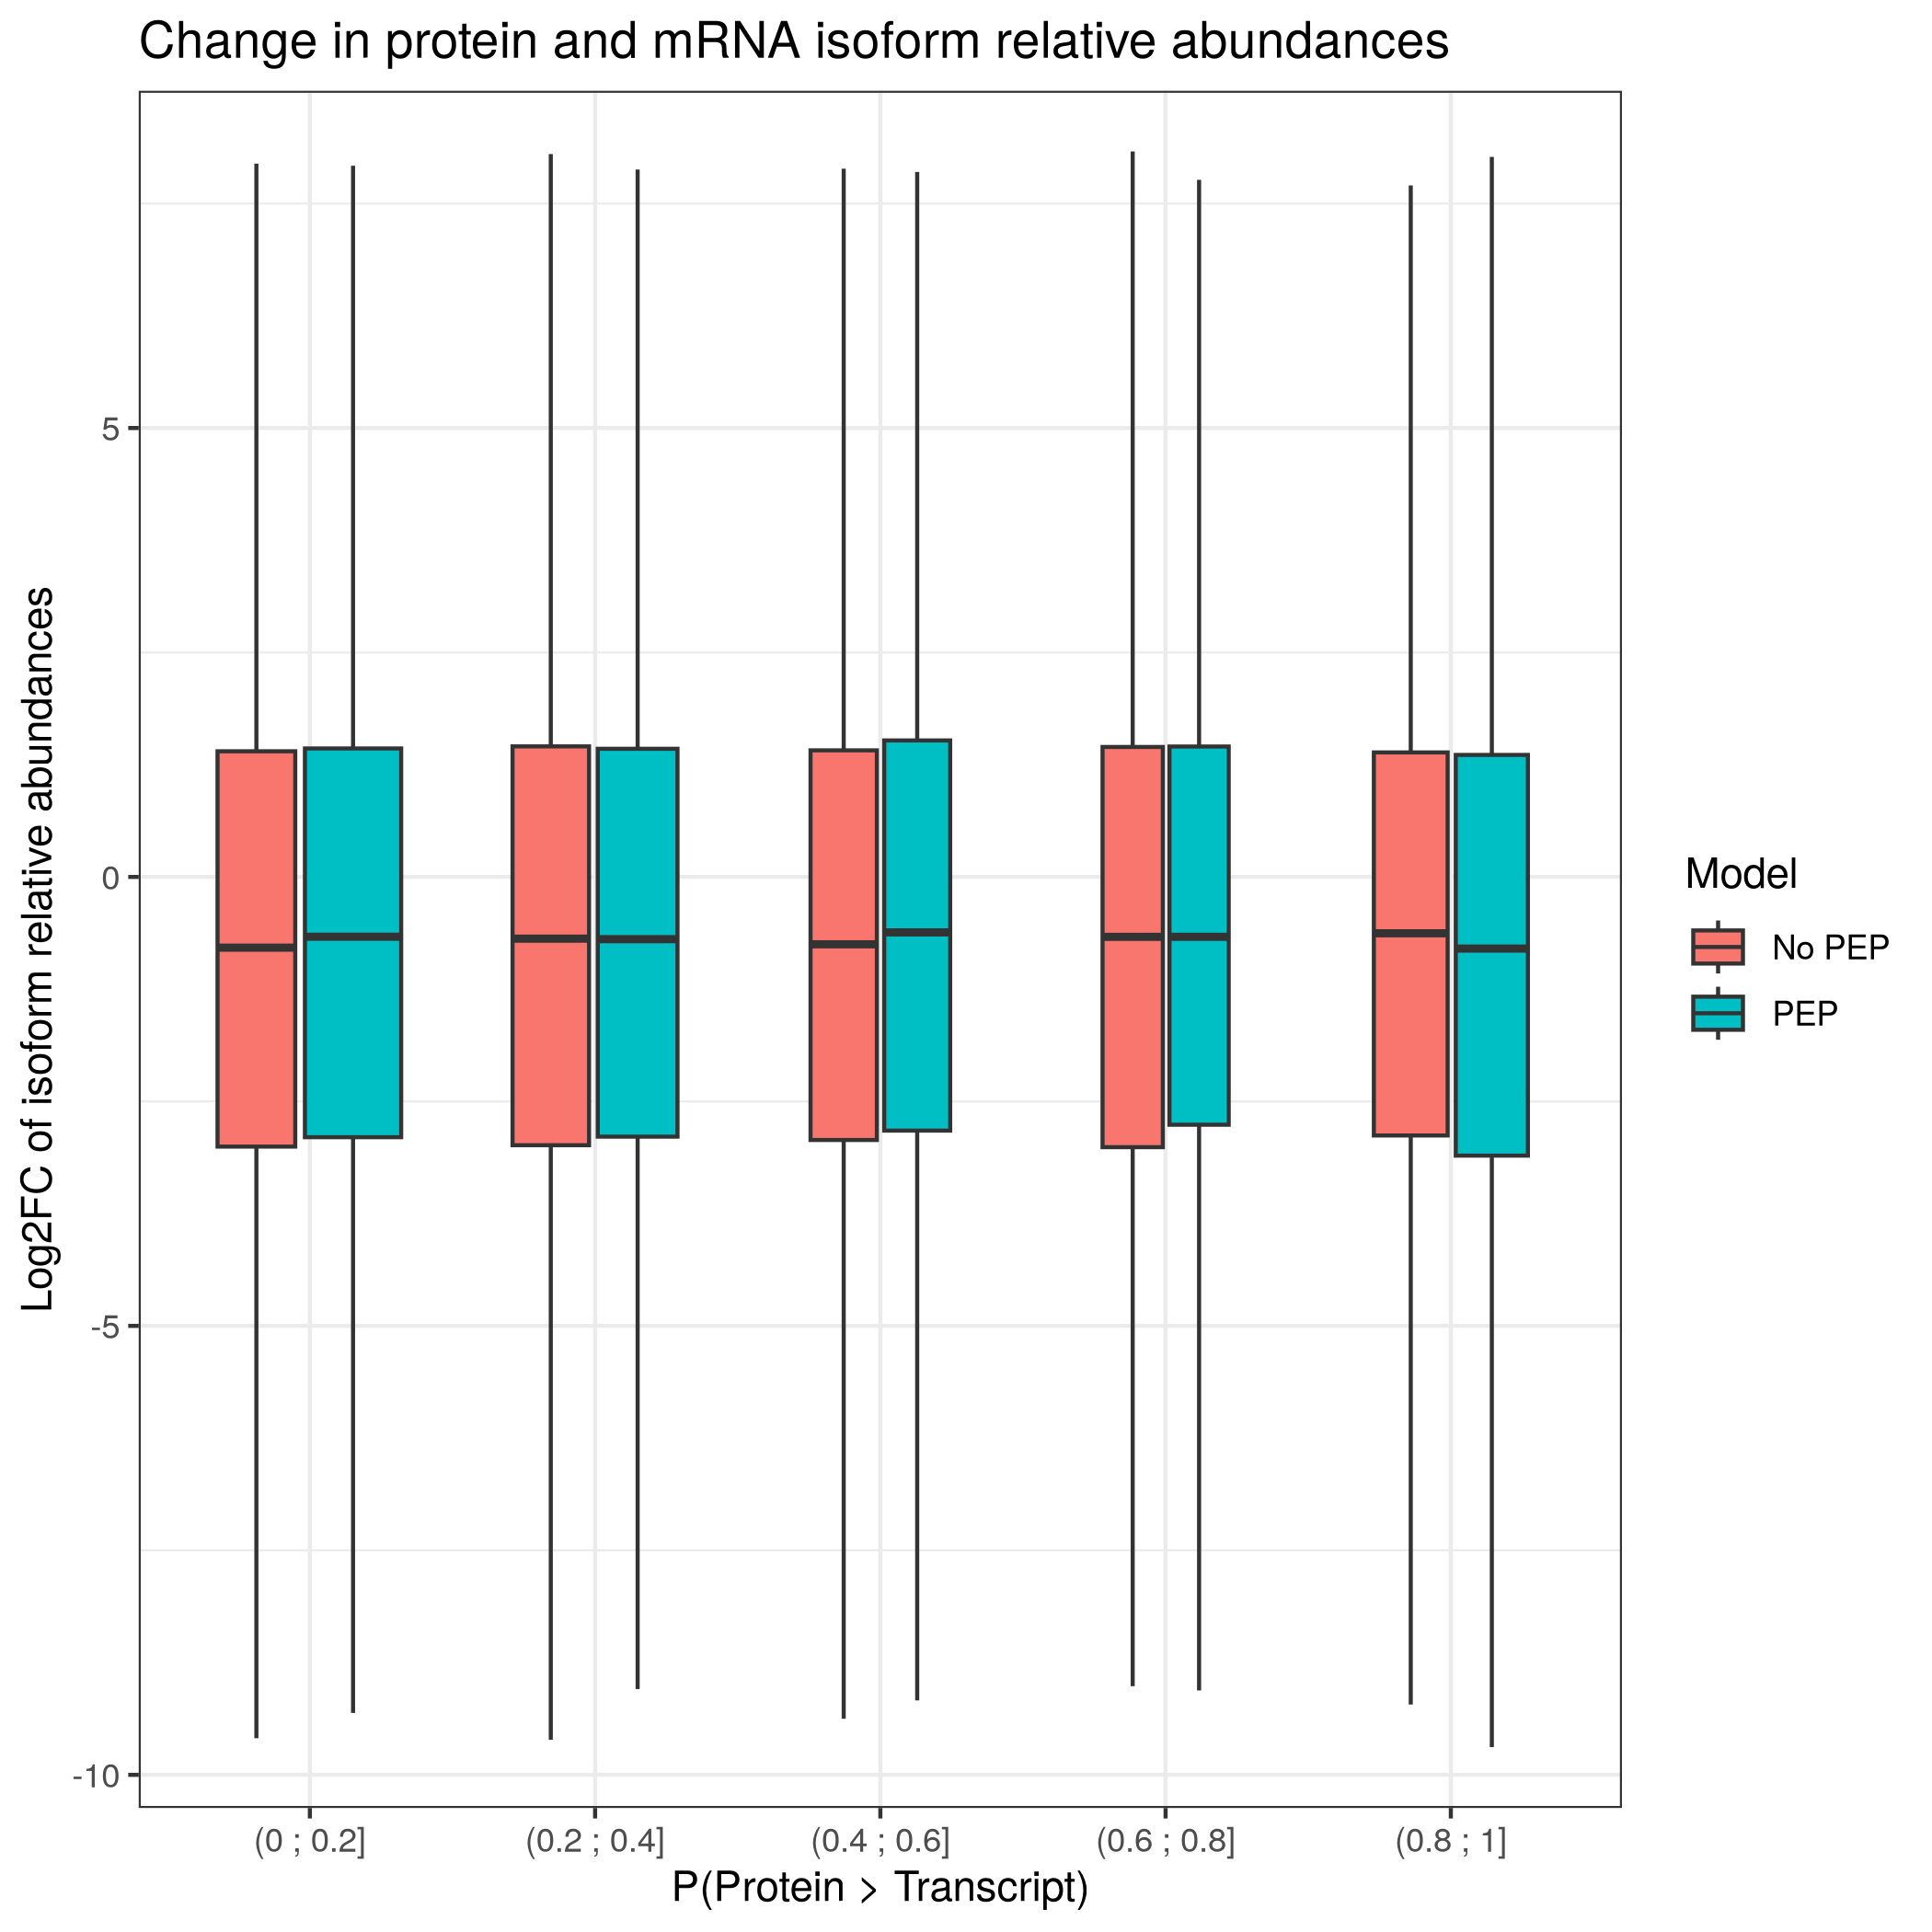 Change in protein and mRNA isoform relative abundances
Log2FC of isoform relative abundances
5
0
-5
-10
(0 ; 0.2]
(0.2 ; 0.4]
(0.4 ; 0.6]
(0.6 ; 0.8]
(0.8 ; 1]
P(Protein > Transcript)
Model
No PEP
PEP